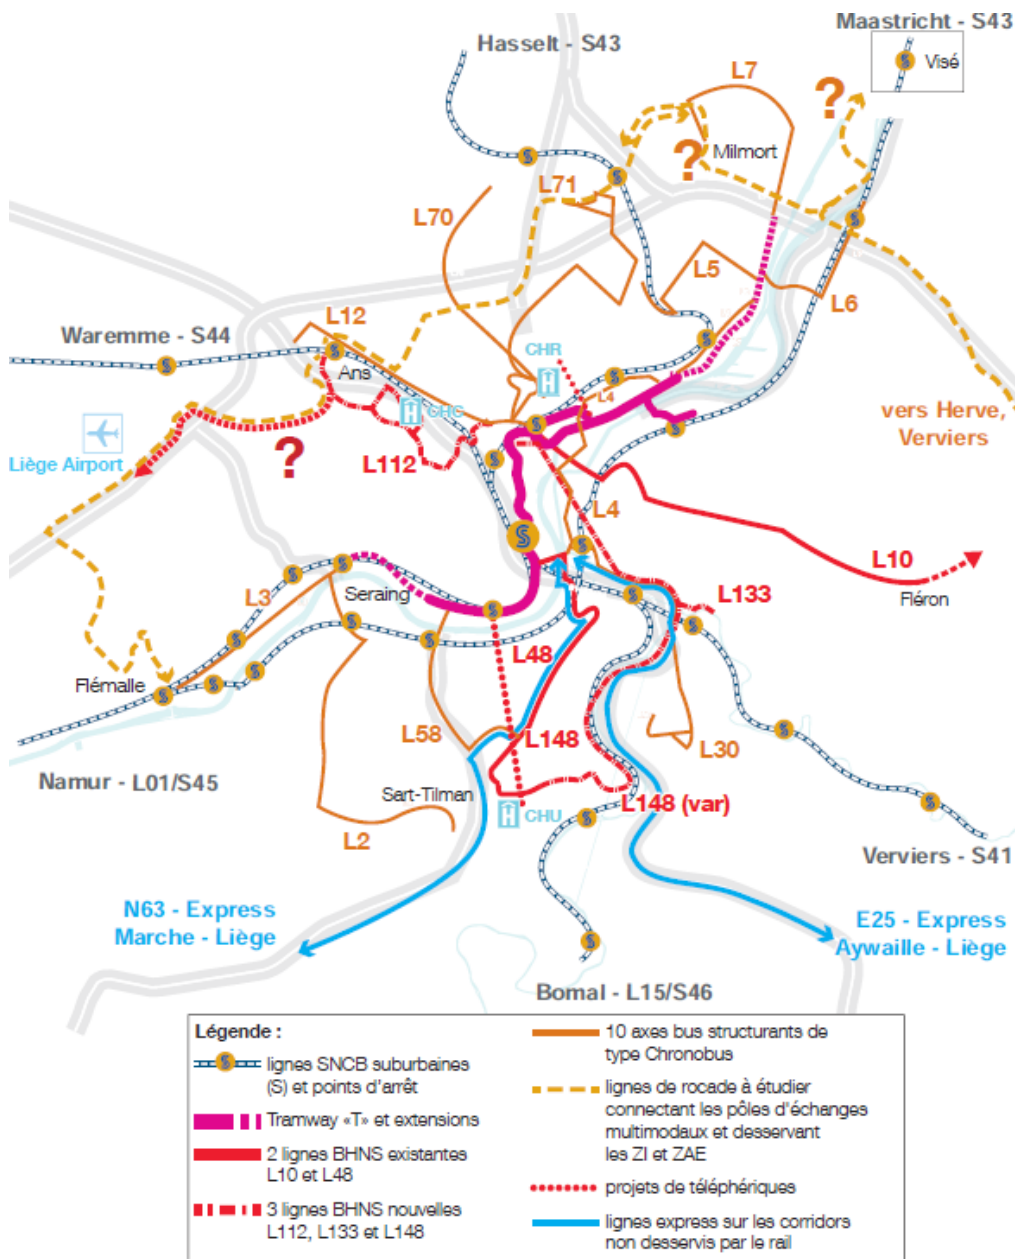 Maastricht - S43
Hasselt - S43
Visé
L7
?
?
Milmort
L71
L70
L5
L6
L12
Waremme - S44
Ans
CHR
CHC
L4
vers Herve,
Verviers
Liège Airport
?
L112
L4
L10
Fléron
L3
Seraing
L133
L48
Flémalle
L58
L148
L30
Namur - L01/S45
Sart-Tilman
CHU
L148 (var)
L2
Verviers - S41
N63 - Express
Marche - Liège
E25 - Express
Aywaille - Liège
Bomal - L15/S46
Légende :
lignes SNCB suburbaines
(S) et points d'arrêt
Tramway «T» et extensions
2 lignes BHNS existantes
L10 et L48
3 lignes BHNS nouvelles
L112, L133 et L148
10 axes bus structurants de
type Chronobus
lignes de rocade à étudier
connectant les pôles d'échanges
multimodaux et desservant
les ZI et ZAE
projets de téléphériques
lignes express sur les corridors
non desservis par le rail